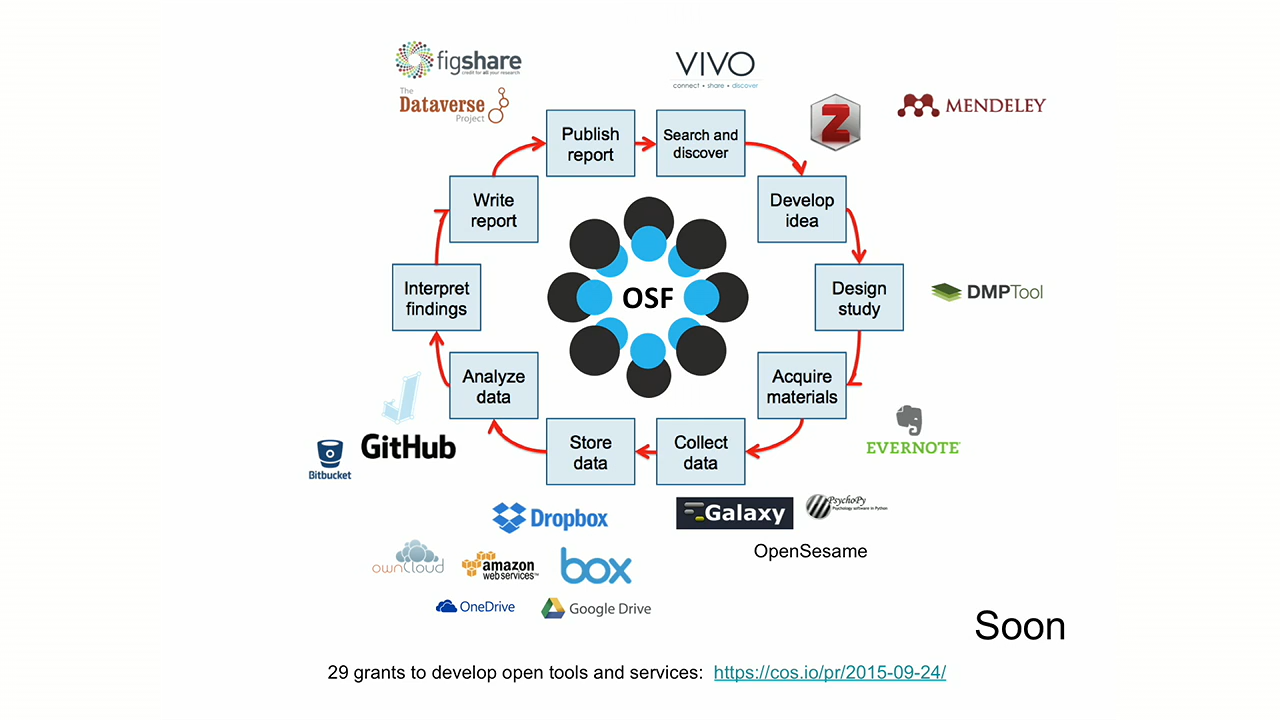 figshare
credit for all your research
The
Dataverse
Project
VIVO
connect • share • discover
Z
MENDELEY
Publish
report
Search and
discover
Write
report
Develop
idea
Interpret
findings
OSF
Design
study
DMPTool
Analyze
data
Acquire
materials
Store
data
Collect
data
GitHub
Bitbucket
EVERNOTE
Dropbox
Galaxy
PsychoPy
Psychology software in Python
OpenSesame
ownCloud
amazon
web services
box
OneDrive
Google Drive
Soon
29 grants to develop open tools and services: https://cos.io/pr/2015-09-24/